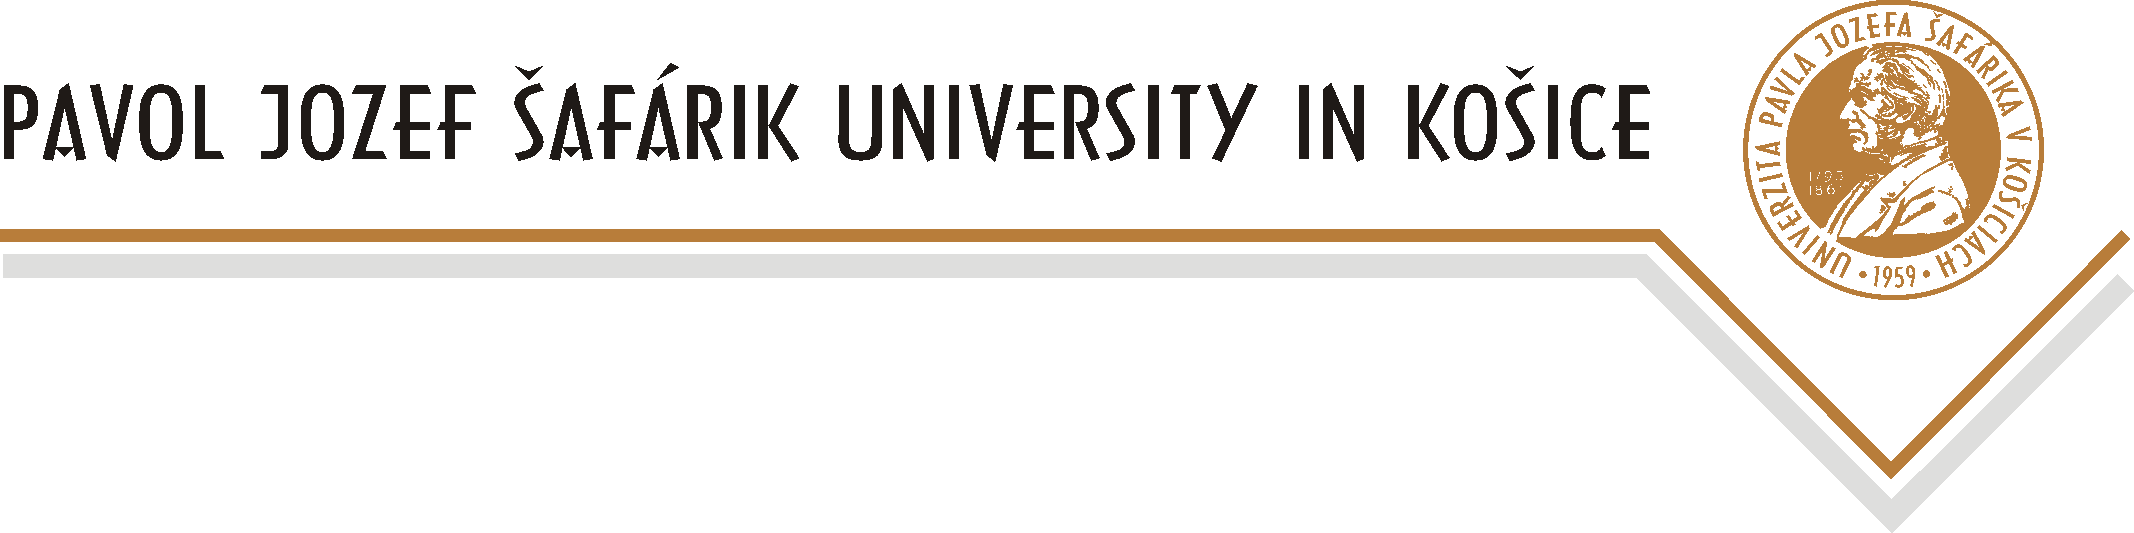 PAVOL JOZEF ŠAFÁRIK UNIVERSITY IN KOŠICE
UNIVERZITA PAVLA JOZEFA ŠAFÁRIKA V KOŠICIACH
• 1959 •